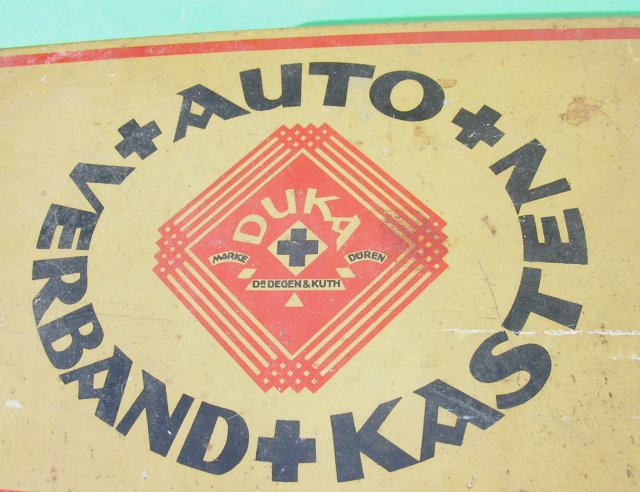 AUTO
VERBAND
KASTEN
DUKA
MARKE
DÜREN
DR DEGEN & KUTH